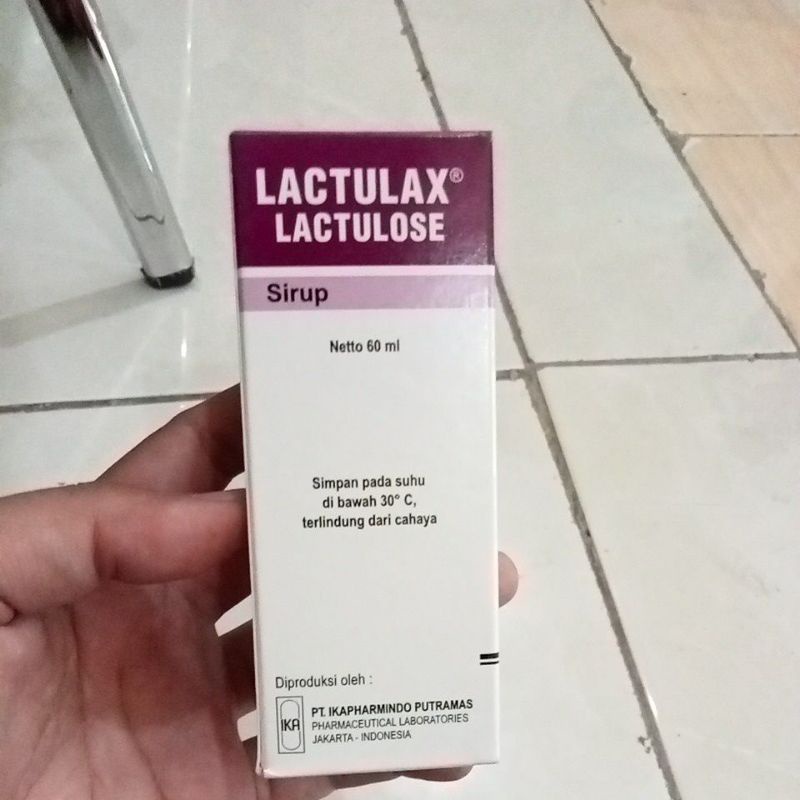 LACTULAX®
LACTULOSE
Sirup
Netto 60 ml
Simpan pada suhu
di bawah 30° C,
terlindung dari cahaya
Diproduksi oleh :
IKA
PT. IKAPHARMINDO PUTRAMAS
PHARMACEUTICAL LABORATORIES
JAKARTA - INDONESIA